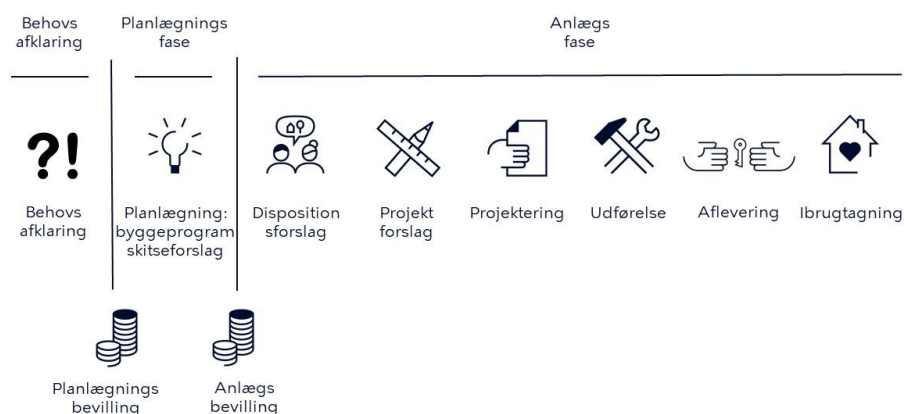 Behovs
afklaring
Planlægnings
fase
Anlægs
fase
?!
Behovs
afklaring
Planlægning:
byggeprogram
skitseforslag
Disposition
sforslag
Projekt
forslag
Projektering
Udførelse
Aflevering
Ibrugtagning
Planlægnings
bevilling
Anlægs
bevilling